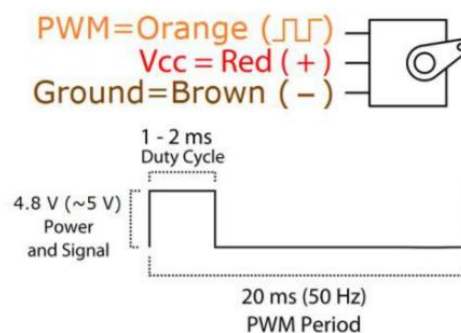 PWM=Orange (⎍⎍)
Vcc = Red ( + )
Ground=Brown ( − )
1 - 2 ms
Duty Cycle
4.8 V (~5 V)
Power
and Signal
20 ms (50 Hz)
PWM Period